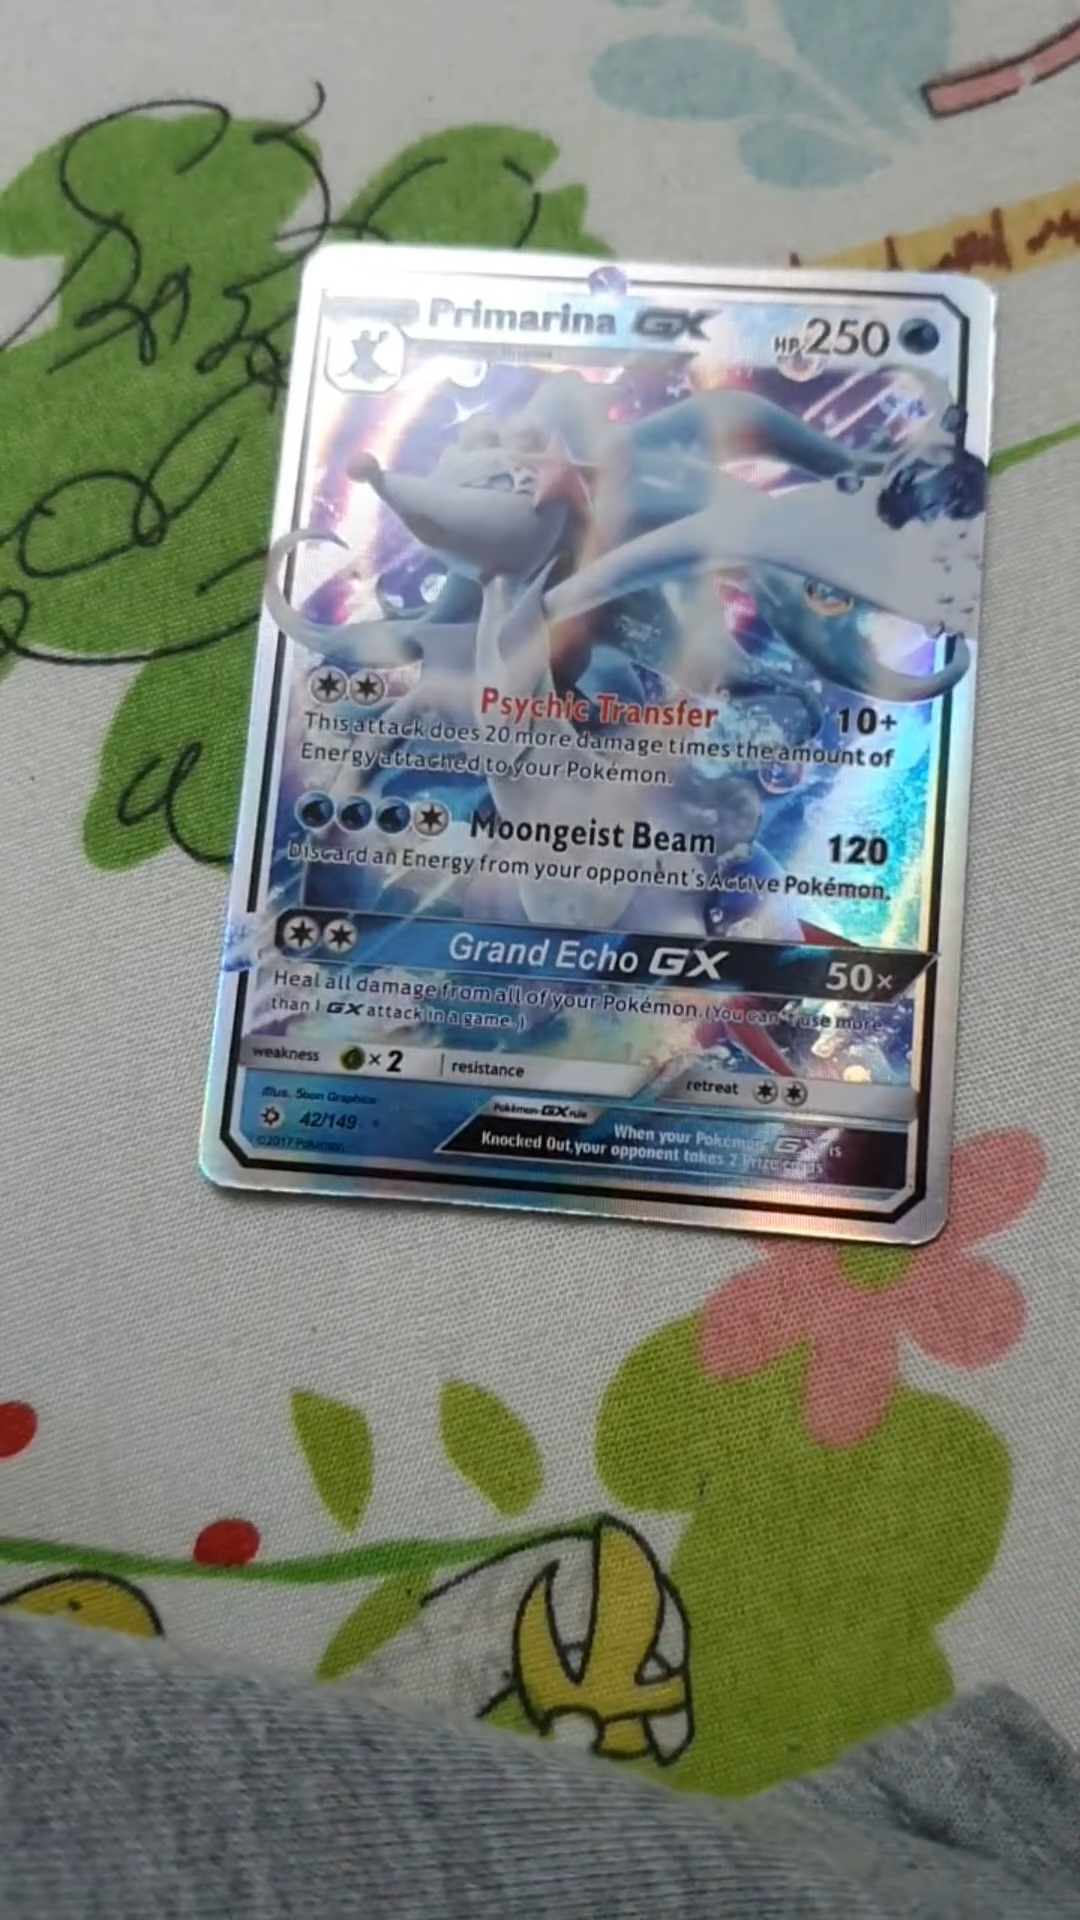 Primarina GX HP 250
Psychic Transfer 10+
This attack does 20 more damage times the amount of
Energy attached to your Pokémon.
Moongeist Beam 120
Discard an Energy from your opponent's Active Pokémon.
Grand Echo GX 50×
Heal all damage from all of your Pokémon.(You can't use more
than 1 GX attack in a game.)
weakness ×2 resistance
retreat
Illus. 5ban Graphics
42/149
©2017 Pokémon
Pokémon-GX rule
When your Pokémon GX is
Knocked Out,your opponent takes 2 Prize cards